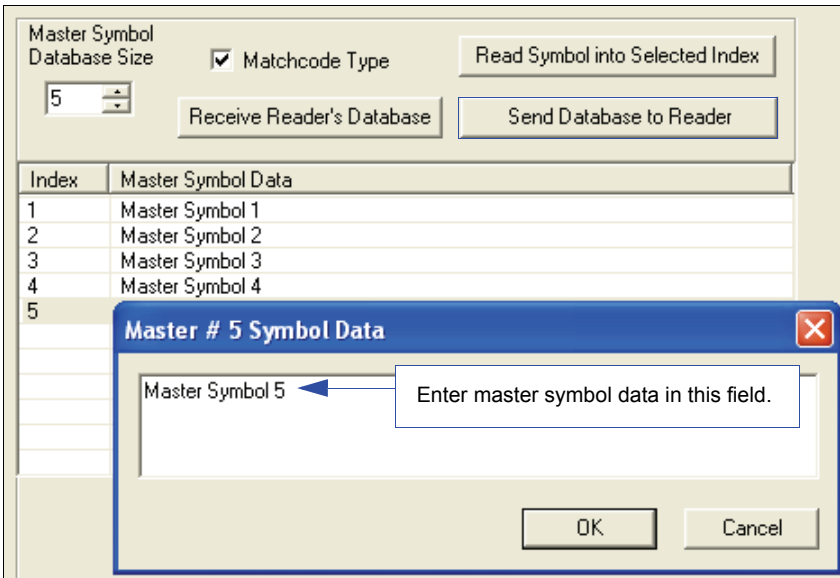 Master Symbol
Database Size
Matchcode Type
Read Symbol into Selected Index
5
Receive Reader's Database
Send Database to Reader
Index Master Symbol Data
1 Master Symbol 1
2 Master Symbol 2
3 Master Symbol 3
4 Master Symbol 4
5
Master # 5 Symbol Data
Master Symbol 5
Enter master symbol data in this field.
OK Cancel